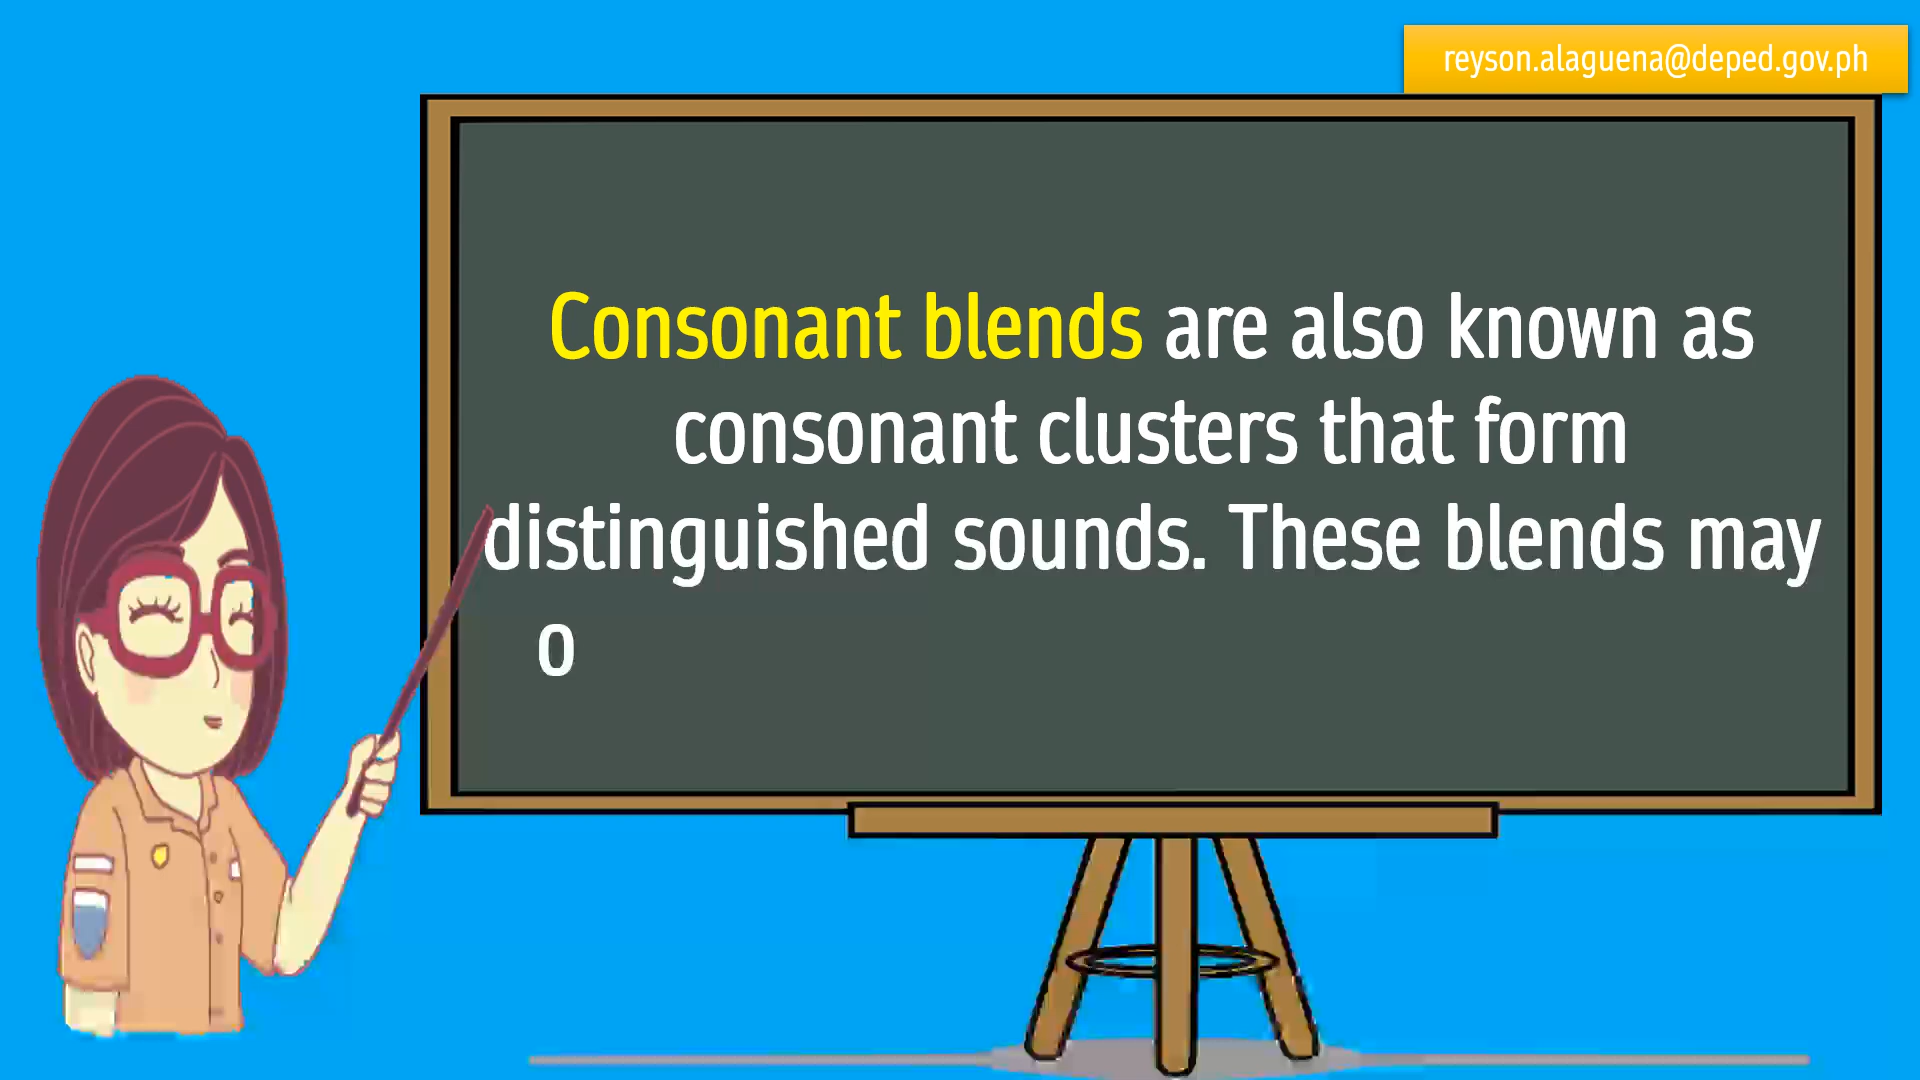 reyson.alaguena@deped.gov.ph
Consonant blends are also known as
consonant clusters that form
distinguished sounds. These blends may
o